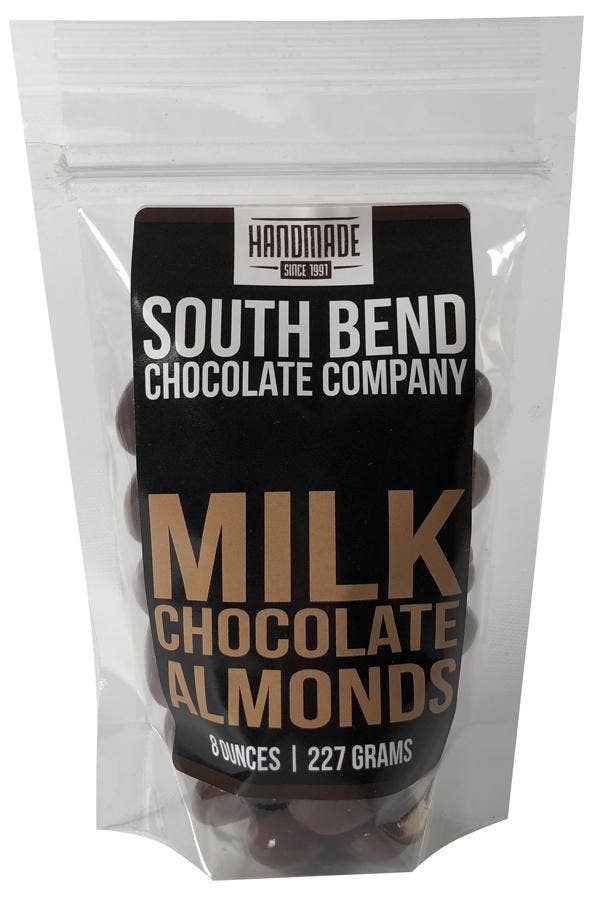 HANDMADE
SINCE 1991
SOUTH BEND
CHOCOLATE COMPANY
MILK
CHOCOLATE
ALMONDS
8 OUNCES | 227 GRAMS